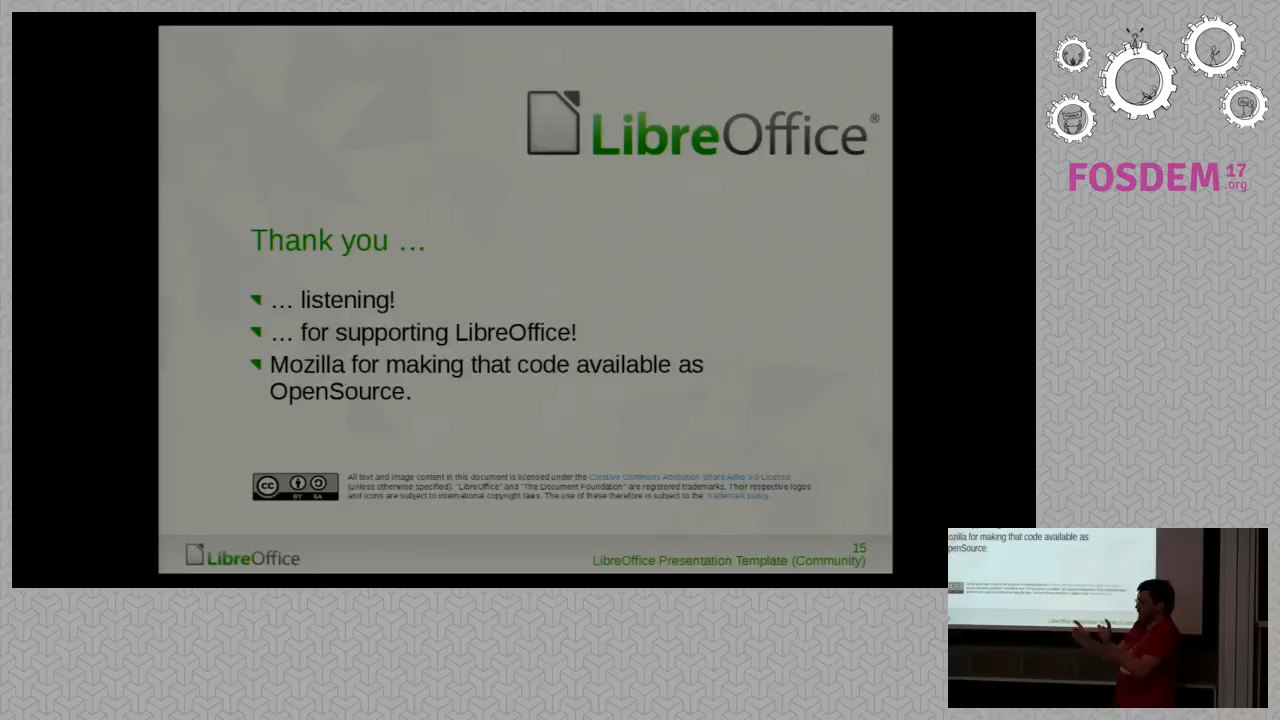 LibreOffice®
Thank you …
… listening!
… for supporting LibreOffice!
Mozilla for making that code available as
OpenSource.
All text and image content in this document is licensed under the Creative Commons Attribution-Share Alike 3.0 License
(unless otherwise specified). "LibreOffice" and "The Document Foundation" are registered trademarks. Their respective logos
and icons are subject to international copyright laws. The use of these therefore is subject to the trademark policy.
CC BY SA
LibreOffice
15
LibreOffice Presentation Template (Community)
FOSDEM 17
.org
ozilla for making that code available as
penSource.